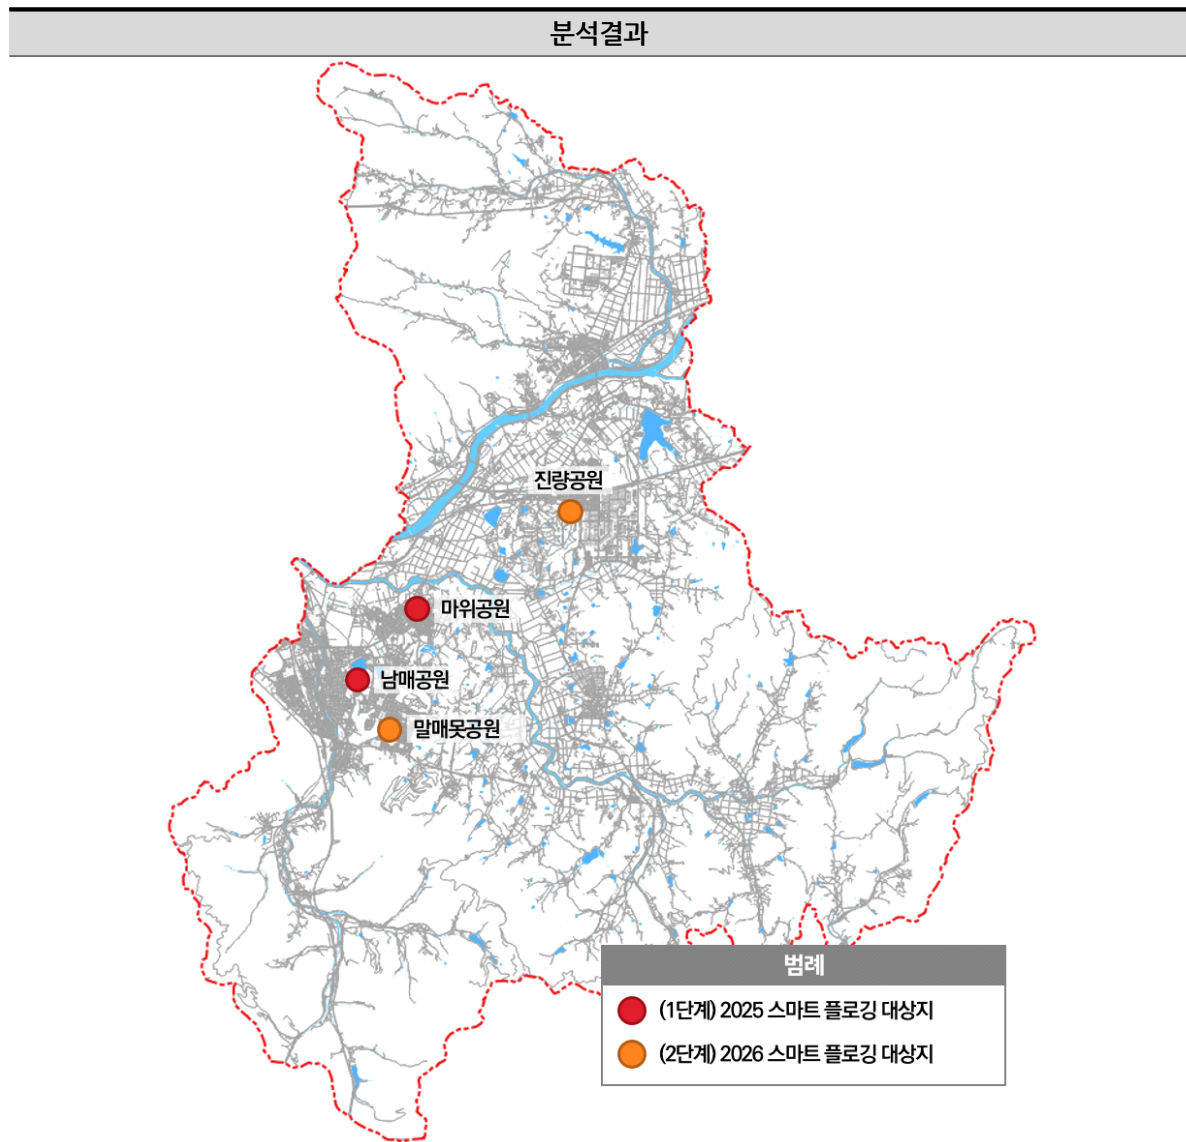 분석결과
진량공원
마위공원
남매공원
말매못공원
범례
(1단계) 2025 스마트 플로깅 대상지
(2단계) 2026 스마트 플로깅 대상지